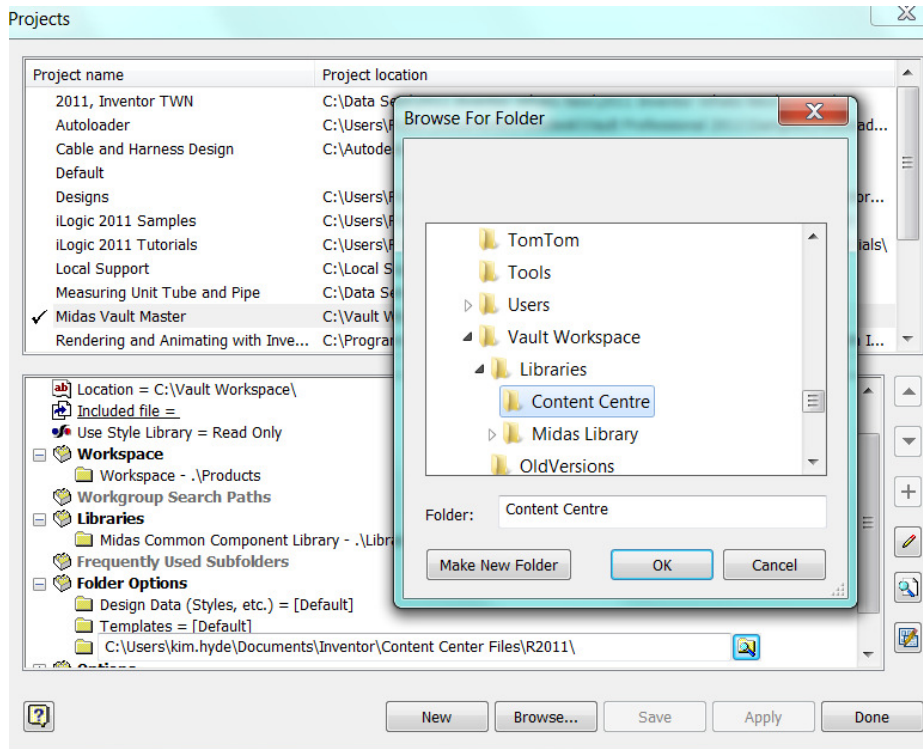 Projects
Project name Project location
2011, Inventor TWN C:\Data Se
Autoloader C:\Users\
Cable and Harness Design C:\Autode
Default
Designs C:\Users\
iLogic 2011 Samples C:\Users\
iLogic 2011 Tutorials C:\Users\ ials\
Local Support C:\Local S
Measuring Unit Tube and Pipe C:\Data Se
Midas Vault Master C:\Vault W
Rendering and Animating with Inve... C:\Progra
Browse For Folder
TomTom
Tools
Users
Vault Workspace
Libraries
Content Centre
Midas Library
OldVersions
Folder: Content Centre
Make New Folder OK Cancel
Location = C:\Vault Workspace\
Included file =
Use Style Library = Read Only
Workspace
Workspace - .\Products
Workgroup Search Paths
Libraries
Midas Common Component Library - .\Libra
Frequently Used Subfolders
Folder Options
Design Data (Styles, etc.) = [Default]
Templates = [Default]
C:\Users\kim.hyde\Documents\Inventor\Content Center Files\R2011\
Options
New Browse... Save Apply Done